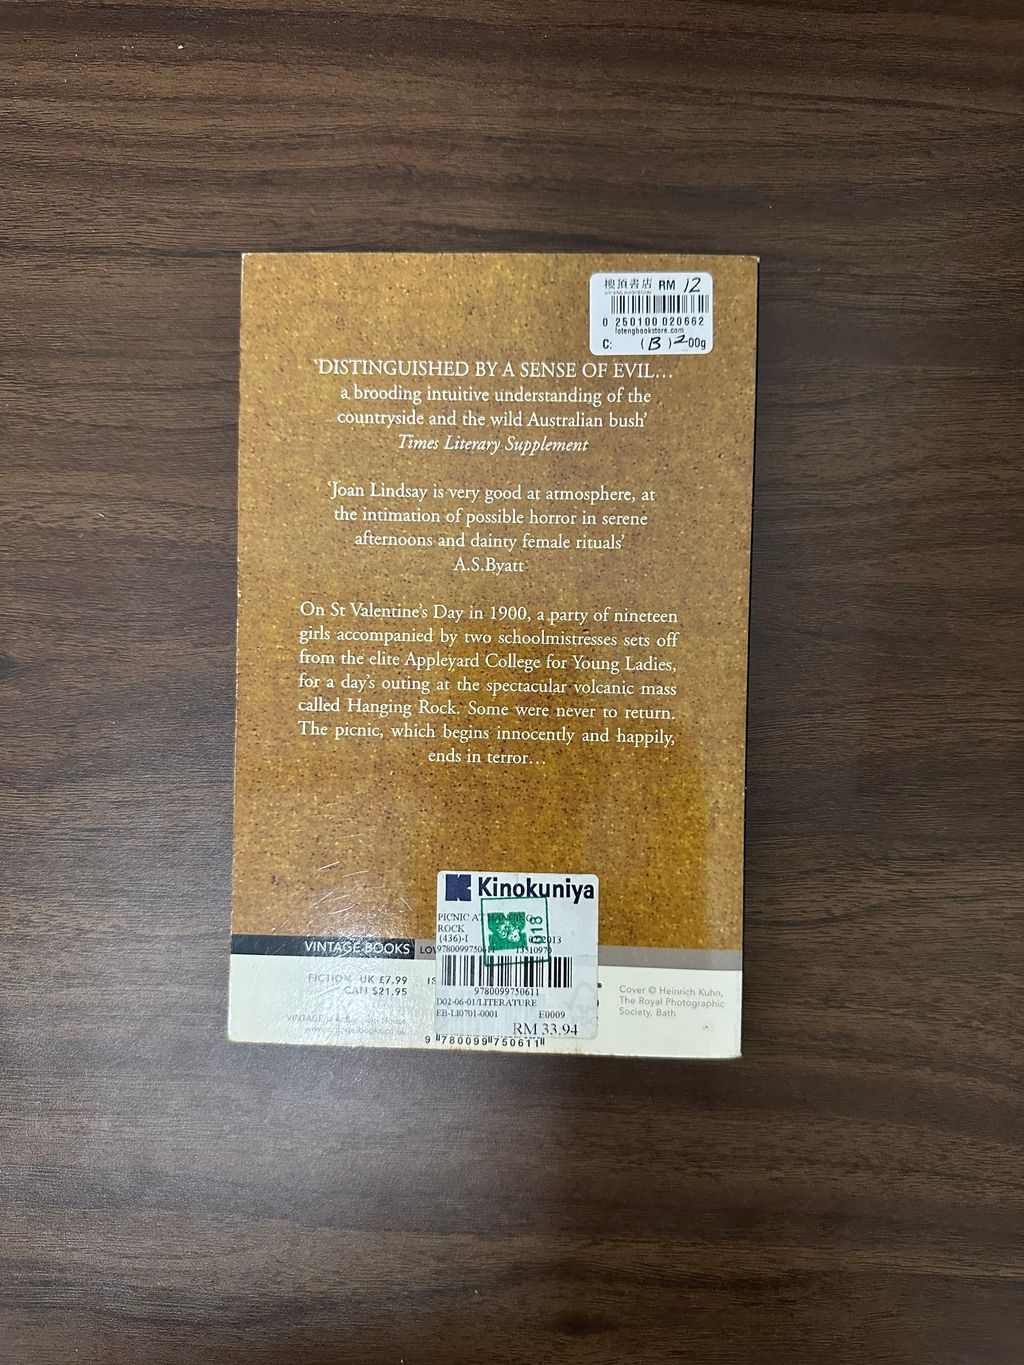 樓頂書店 RM 12
0 250100 020662
lotengbookstore.com
C: (B)200g
'DISTINGUISHED BY A SENSE OF EVIL...
a brooding intuitive understanding of the
countryside and the wild Australian bush'
Times Literary Supplement
'Joan Lindsay is very good at atmosphere, at
the intimation of possible horror in serene
afternoons and dainty female rituals'
A.S.Byatt
On St Valentine's Day in 1900, a party of nineteen
girls accompanied by two schoolmistresses sets off
from the elite Appleyard College for Young Ladies,
for a day's outing at the spectacular volcanic mass
called Hanging Rock. Some were never to return.
The picnic, which begins innocently and happily,
ends in terror...
Kinokuniya
PICNIC AT HANGING
ROCK
(436)-I
9780099750611
9780099750611
D02-06-01/LITERATURE
EB-LI0701-0001 E0009
RM 33.94
VINTAGE BOOKS
FICTION UK £7.99
CAN $21.95
9 780099 750611
Cover © Heinrich Kuhn,
The Royal Photographic
Society, Bath